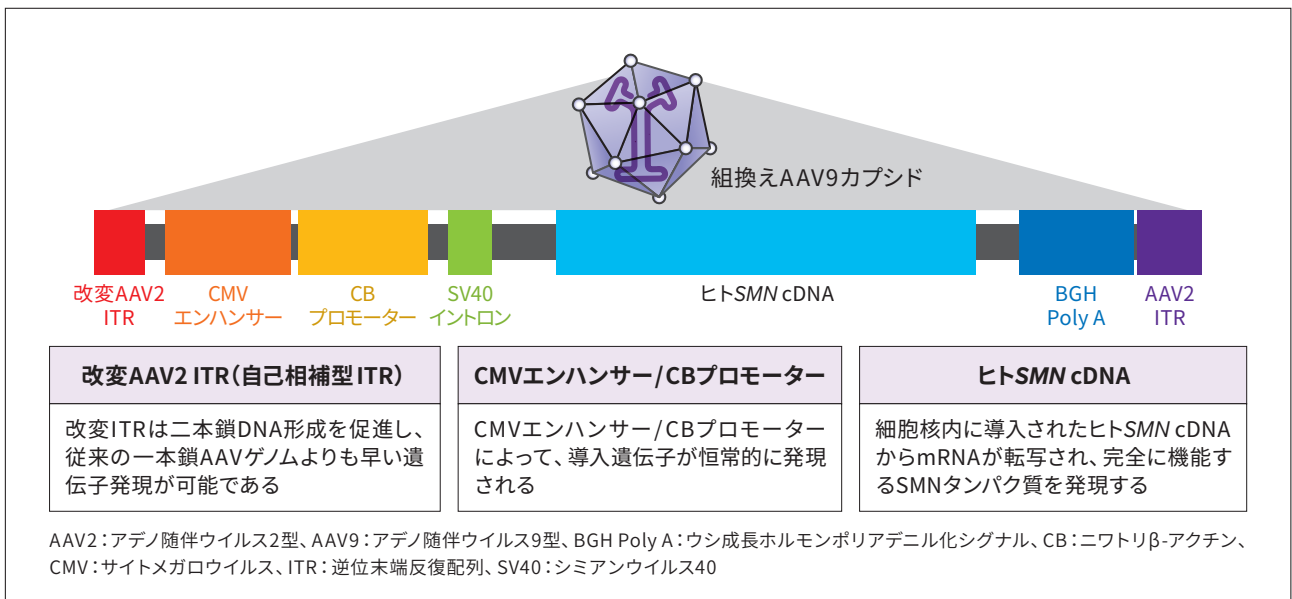 組換えAAV9カプシド
改変AAV2
ITR
CMV
エンハンサー
CB
プロモーター
SV40
イントロン
ヒトSMN cDNA
BGH
Poly A
AAV2
ITR
改変AAV2 ITR(自己相補型ITR)
改変ITRは二本鎖DNA形成を促進し、
従来の一本鎖AAVゲノムよりも早い遺
伝子発現が可能である
CMVエンハンサー/CBプロモーター
CMVエンハンサー/CBプロモーター
によって、導入遺伝子が恒常的に発現
される
ヒトSMN cDNA
細胞核内に導入されたヒトSMN cDNA
からmRNAが転写され、完全に機能す
るSMNタンパク質を発現する
AAV2:アデノ随伴ウイルス2型、AAV9:アデノ随伴ウイルス9型、BGH Poly A:ウシ成長ホルモンポリアデニル化シグナル、CB:ニワトリβ-アクチン、
CMV:サイトメガロウイルス、ITR:逆位末端反復配列、SV40:シミアンウイルス40